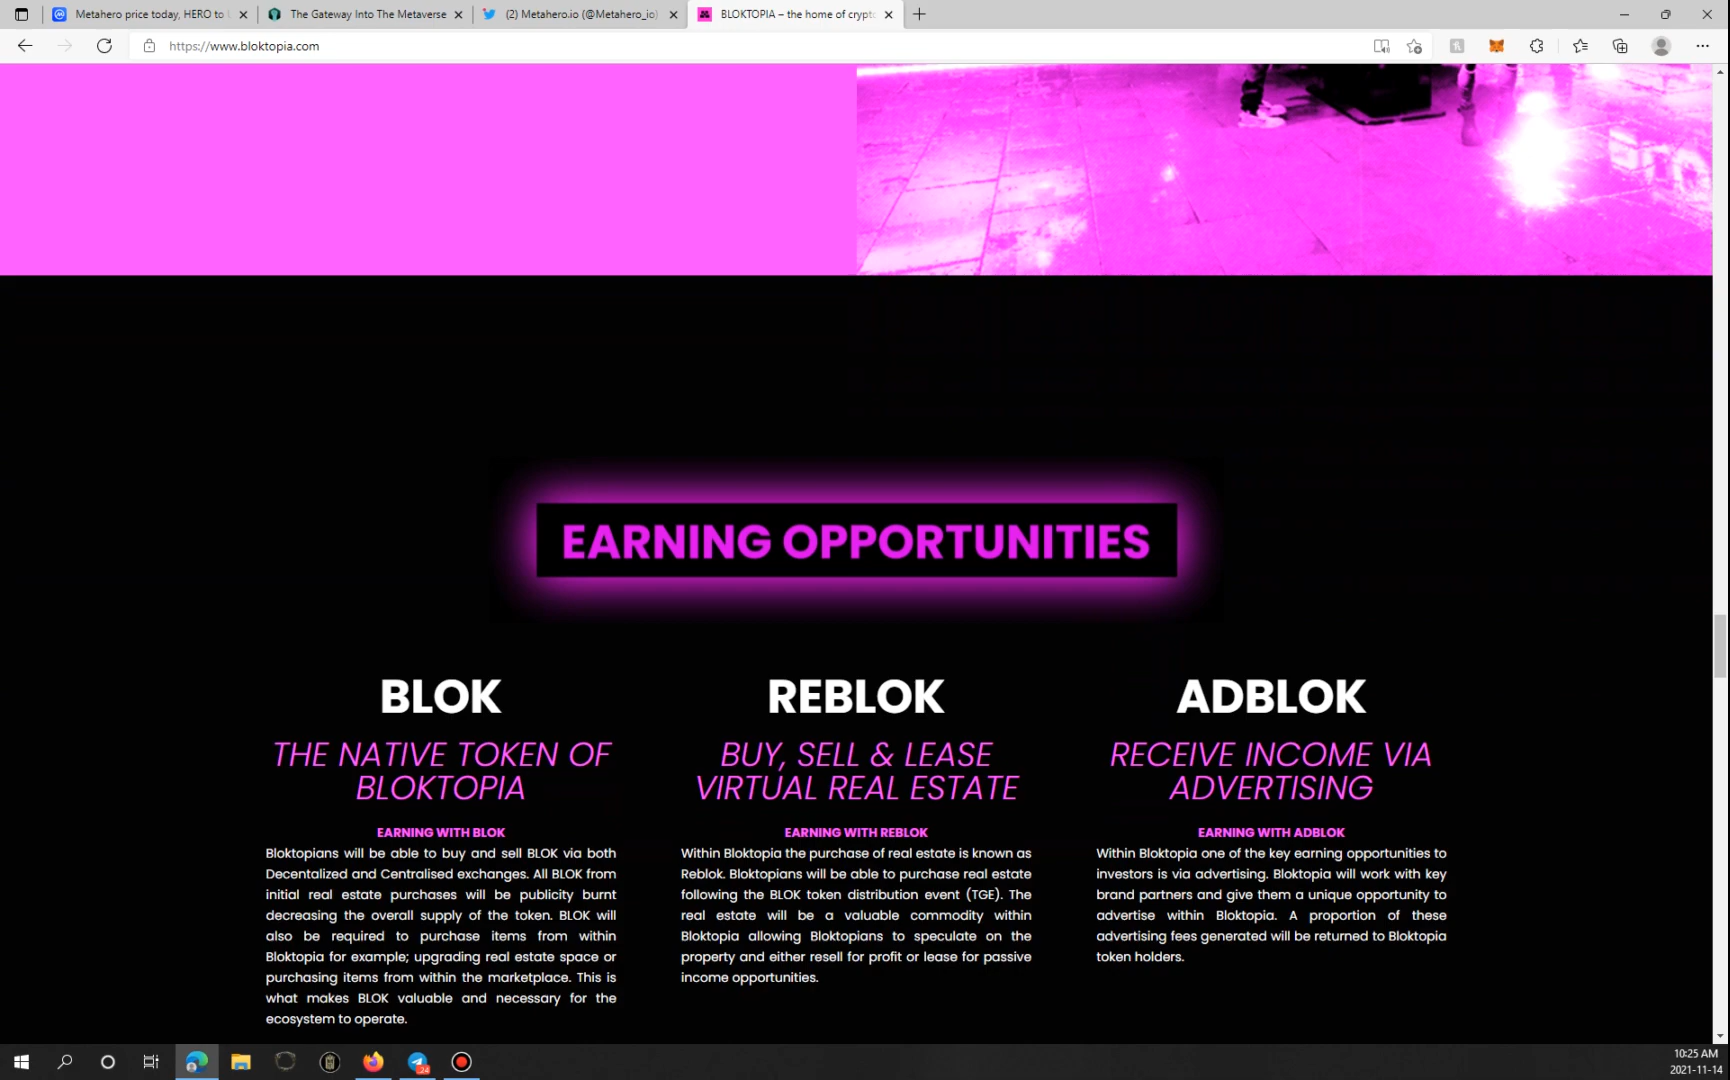 Metahero price today, HERO to
The Gateway Into The Metaverse
(2) Metahero.io (@Metahero_io)
BLOKTOPIA – the home of crypto
https://www.bloktopia.com
EARNING OPPORTUNITIES
BLOK
THE NATIVE TOKEN OF
BLOKTOPIA
EARNING WITH BLOK
Bloktopians will be able to buy and sell BLOK via both
Decentalized and Centralised exchanges. All BLOK from
initial real estate purchases will be publicity burnt
decreasing the overall supply of the token. BLOK will
also be required to purchase items from within
Bloktopia for example; upgrading real estate space or
purchasing items from within the marketplace. This is
what makes BLOK valuable and necessary for the
ecosystem to operate.
REBLOK
BUY, SELL & LEASE
VIRTUAL REAL ESTATE
EARNING WITH REBLOK
Within Bloktopia the purchase of real estate is known as
Reblok. Bloktopians will be able to purchase real estate
following the BLOK token distribution event (TGE). The
real estate will be a valuable commodity within
Bloktopia allowing Bloktopians to speculate on the
property and either resell for profit or lease for passive
income opportunities.
ADBLOK
RECEIVE INCOME VIA
ADVERTISING
EARNING WITH ADBLOK
Within Bloktopia one of the key earning opportunities to
investors is via advertising. Bloktopia will work with key
brand partners and give them a unique opportunity to
advertise within Bloktopia. A proportion of these
advertising fees generated will be returned to Bloktopia
token holders.
24
10:25 AM
2021-11-14